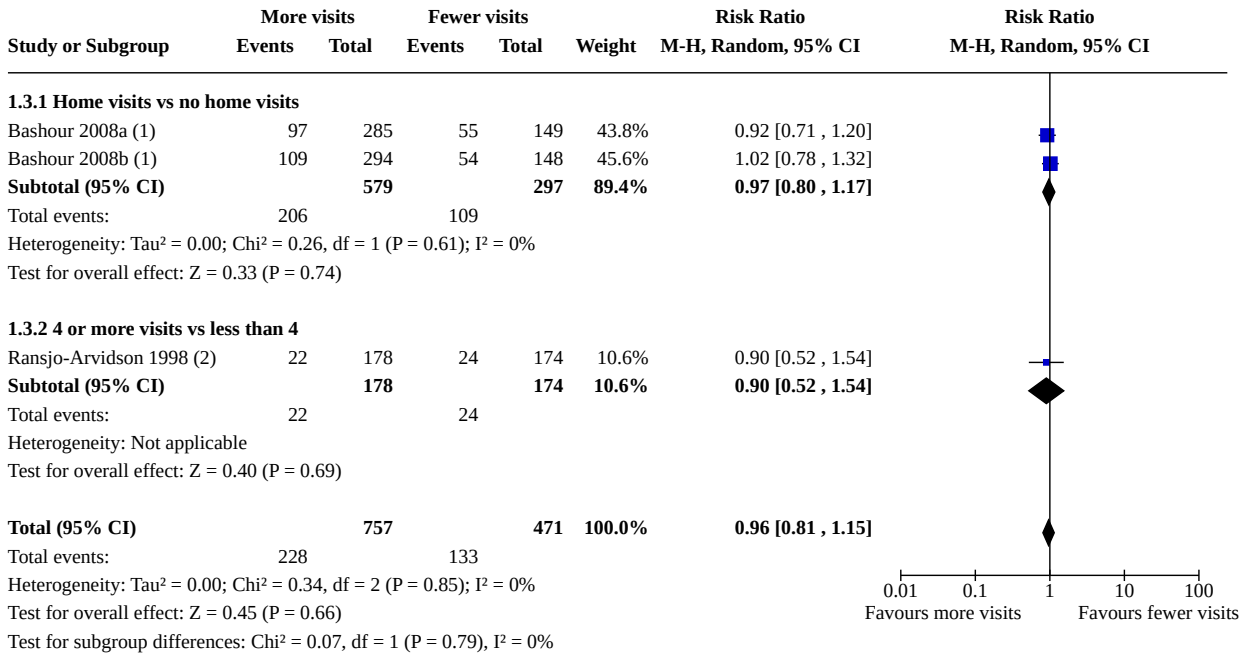 More visits Fewer visits Risk Ratio Risk Ratio
Study or Subgroup Events Total Events Total Weight M-H, Random, 95% CI M-H, Random, 95% CI
1.3.1 Home visits vs no home visits
Bashour 2008a (1) 97 285 55 149 43.8% 0.92 [0.71 , 1.20]
Bashour 2008b (1) 109 294 54 148 45.6% 1.02 [0.78 , 1.32]
Subtotal (95% CI) 579 297 89.4% 0.97 [0.80 , 1.17]
Total events: 206 109
Heterogeneity: Tau² = 0.00; Chi² = 0.26, df = 1 (P = 0.61); I² = 0%
Test for overall effect: Z = 0.33 (P = 0.74)
1.3.2 4 or more visits vs less than 4
Ransjo-Arvidson 1998 (2) 22 178 24 174 10.6% 0.90 [0.52 , 1.54]
Subtotal (95% CI) 178 174 10.6% 0.90 [0.52 , 1.54]
Total events: 22 24
Heterogeneity: Not applicable
Test for overall effect: Z = 0.40 (P = 0.69)
Total (95% CI) 757 471 100.0% 0.96 [0.81 , 1.15]
Total events: 228 133
Heterogeneity: Tau² = 0.00; Chi² = 0.34, df = 2 (P = 0.85); I² = 0%
0.01 0.1 1 10 100
Test for overall effect: Z = 0.45 (P = 0.66)
Favours more visits Favours fewer visits
Test for subgroup differences: Chi² = 0.07, df = 1 (P = 0.79), I² = 0%